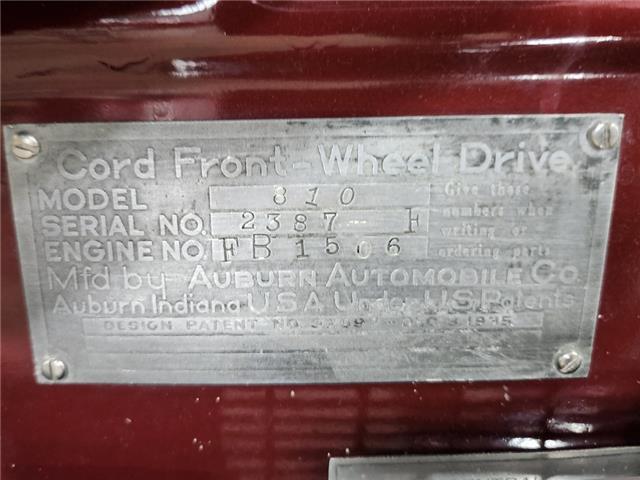 Cord Front-Wheel Drive
MODEL 810
SERIAL NO. 2387 F
ENGINE NO. FB 1506
Give these
numbers when
writing or
ordering parts
Mfd by AUBURN AUTOMOBILE Co.
Auburn Indiana U.S.A. Under U.S. Patents
DESIGN PATENT NO. 1935